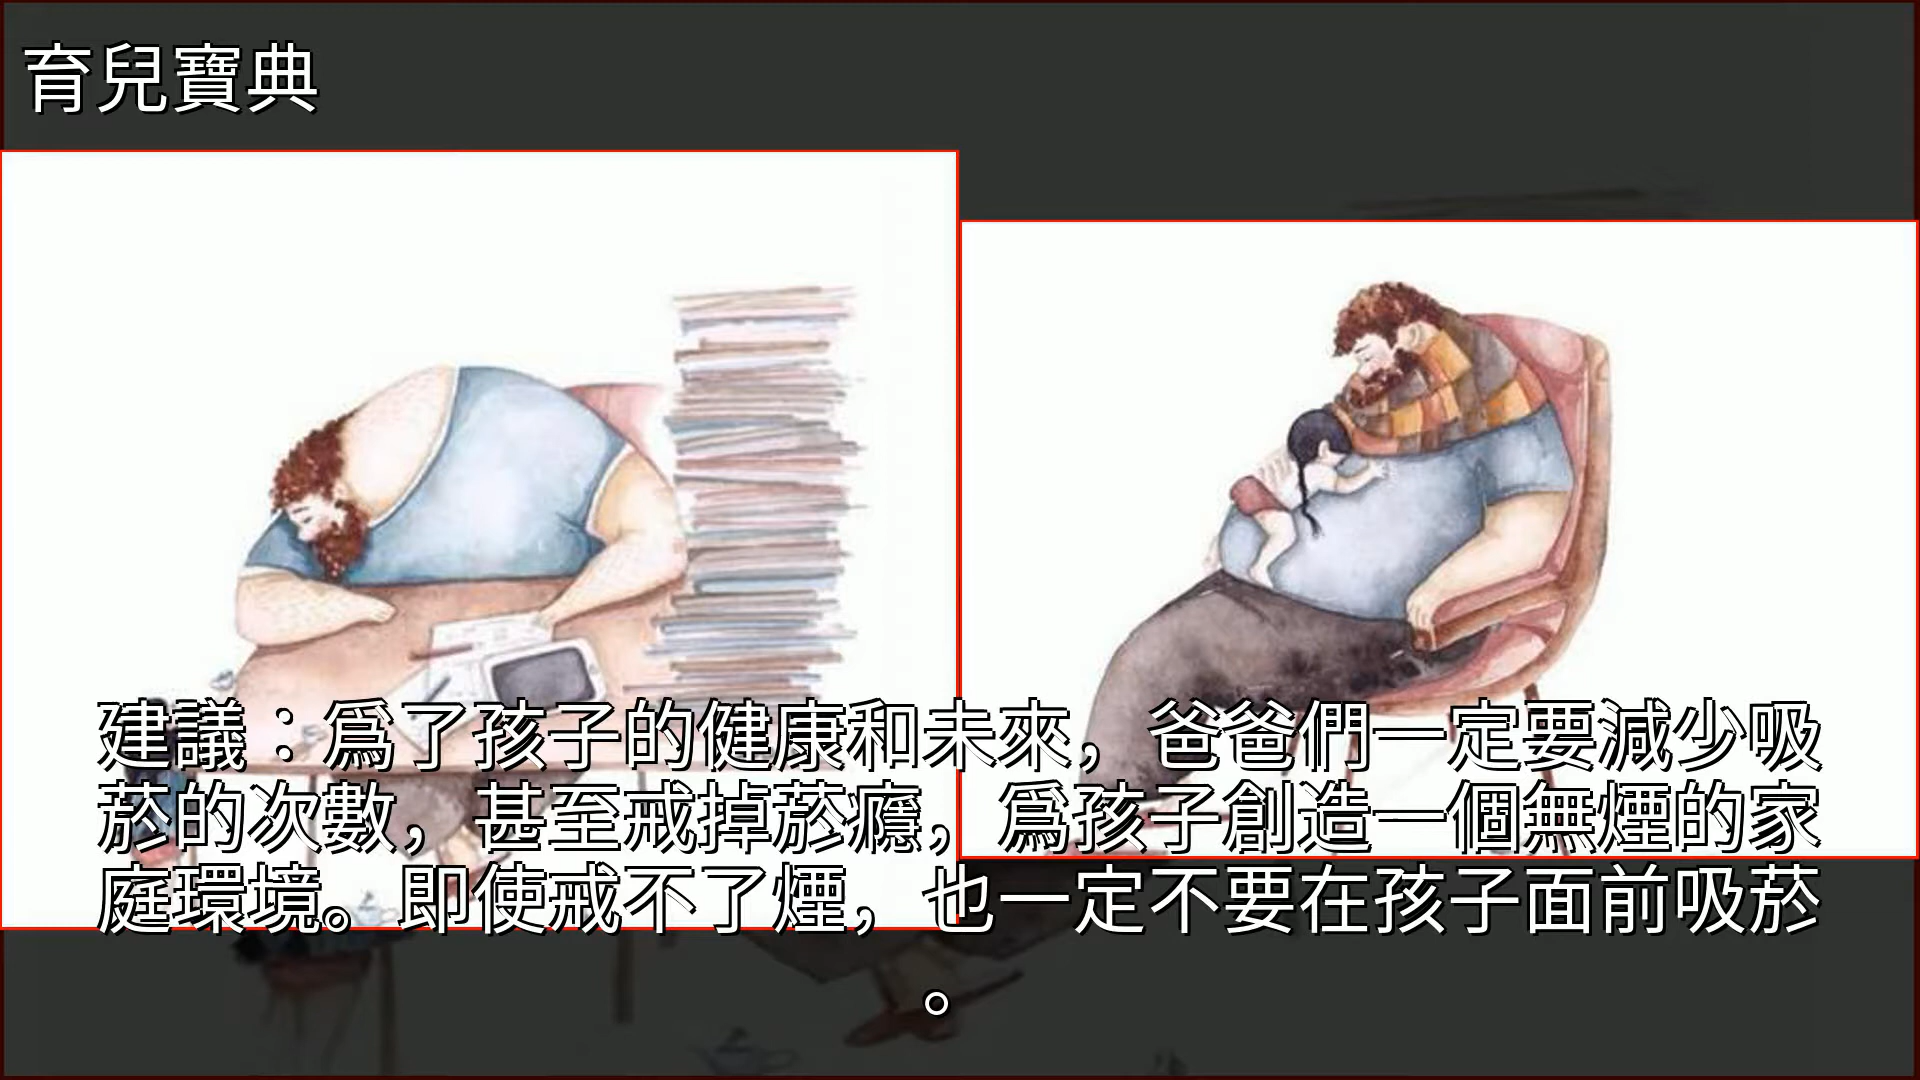 育兒寶典
建議：爲了孩子的健康和未來，爸爸們一定要減少吸
菸的次數，甚至戒掉菸癮，爲孩子創造一個無煙的家
庭環境。即使戒不了煙，也一定不要在孩子面前吸菸
。